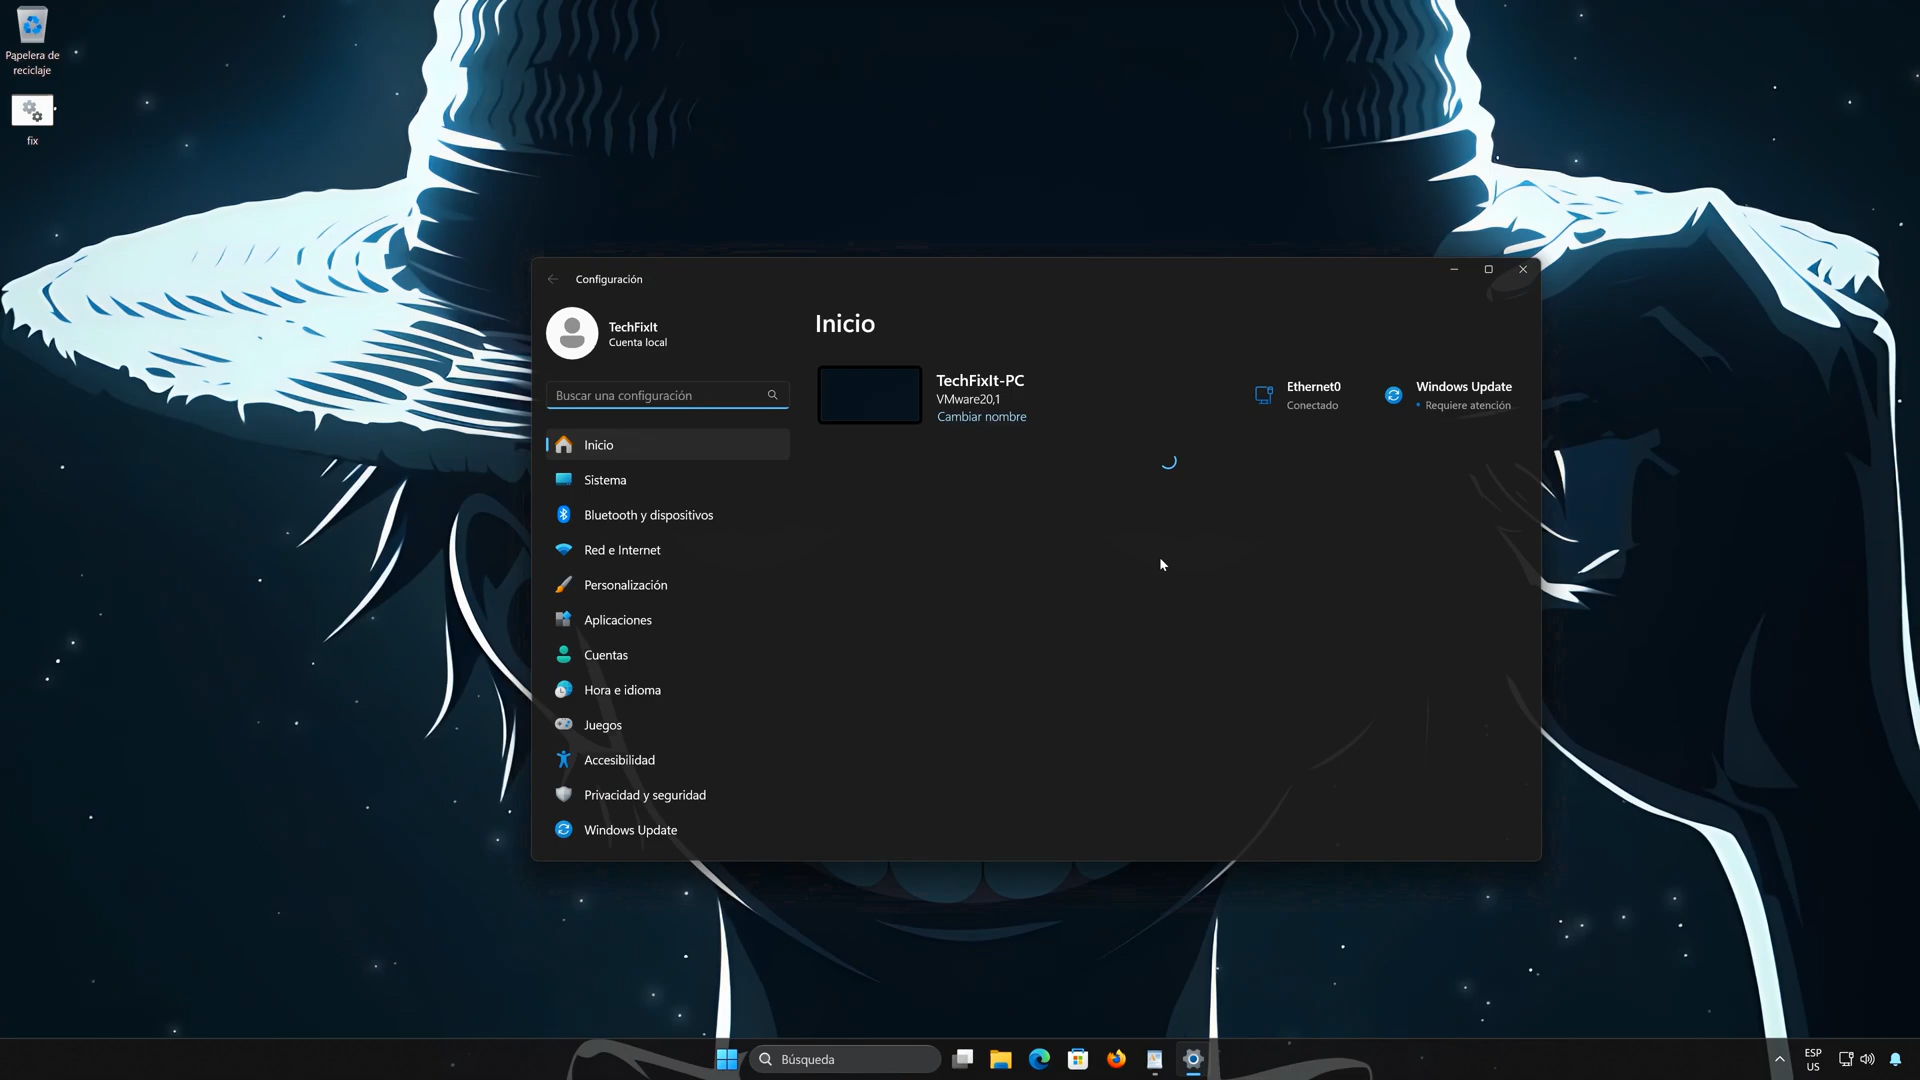 Papelera de
reciclaje
fix
Configuración
TechFixIt
Cuenta local
Buscar una configuración
Inicio
Sistema
Bluetooth y dispositivos
Red e Internet
Personalización
Aplicaciones
Cuentas
Hora e idioma
Juegos
Accesibilidad
Privacidad y seguridad
Windows Update
Inicio
TechFixIt-PC
VMware20,1
Cambiar nombre
Ethernet0
Conectado
Windows Update
• Requiere atención
Búsqueda
ESP
US